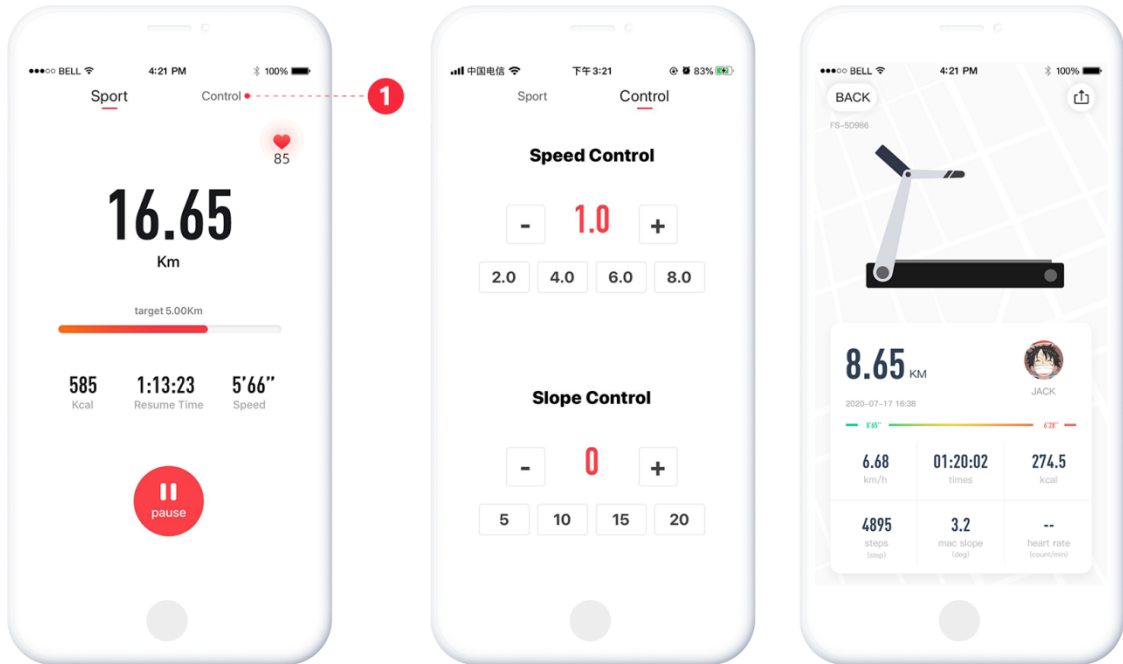 ●●●○○ BELL 4:21 PM 100%
Sport Control
1
85
16.65
Km
target 5.00Km
585 1:13:23 5'66"
Kcal Resume Time Speed
pause
中国电信 下午3:21 83%
Sport Control
Speed Control
- 1.0 +
2.0 4.0 6.0 8.0
Slope Control
- 0 +
5 10 15 20
●●●○○ BELL 4:21 PM 100%
BACK
FS-5D986
8.65 KM
JACK
2020-07-17 16:38
8'65" 6'28"
6.68 01:20:02 274.5
km/h times kcal
4895 3.2 --
steps mac slope heart rate
(step) (deg) (count/min)